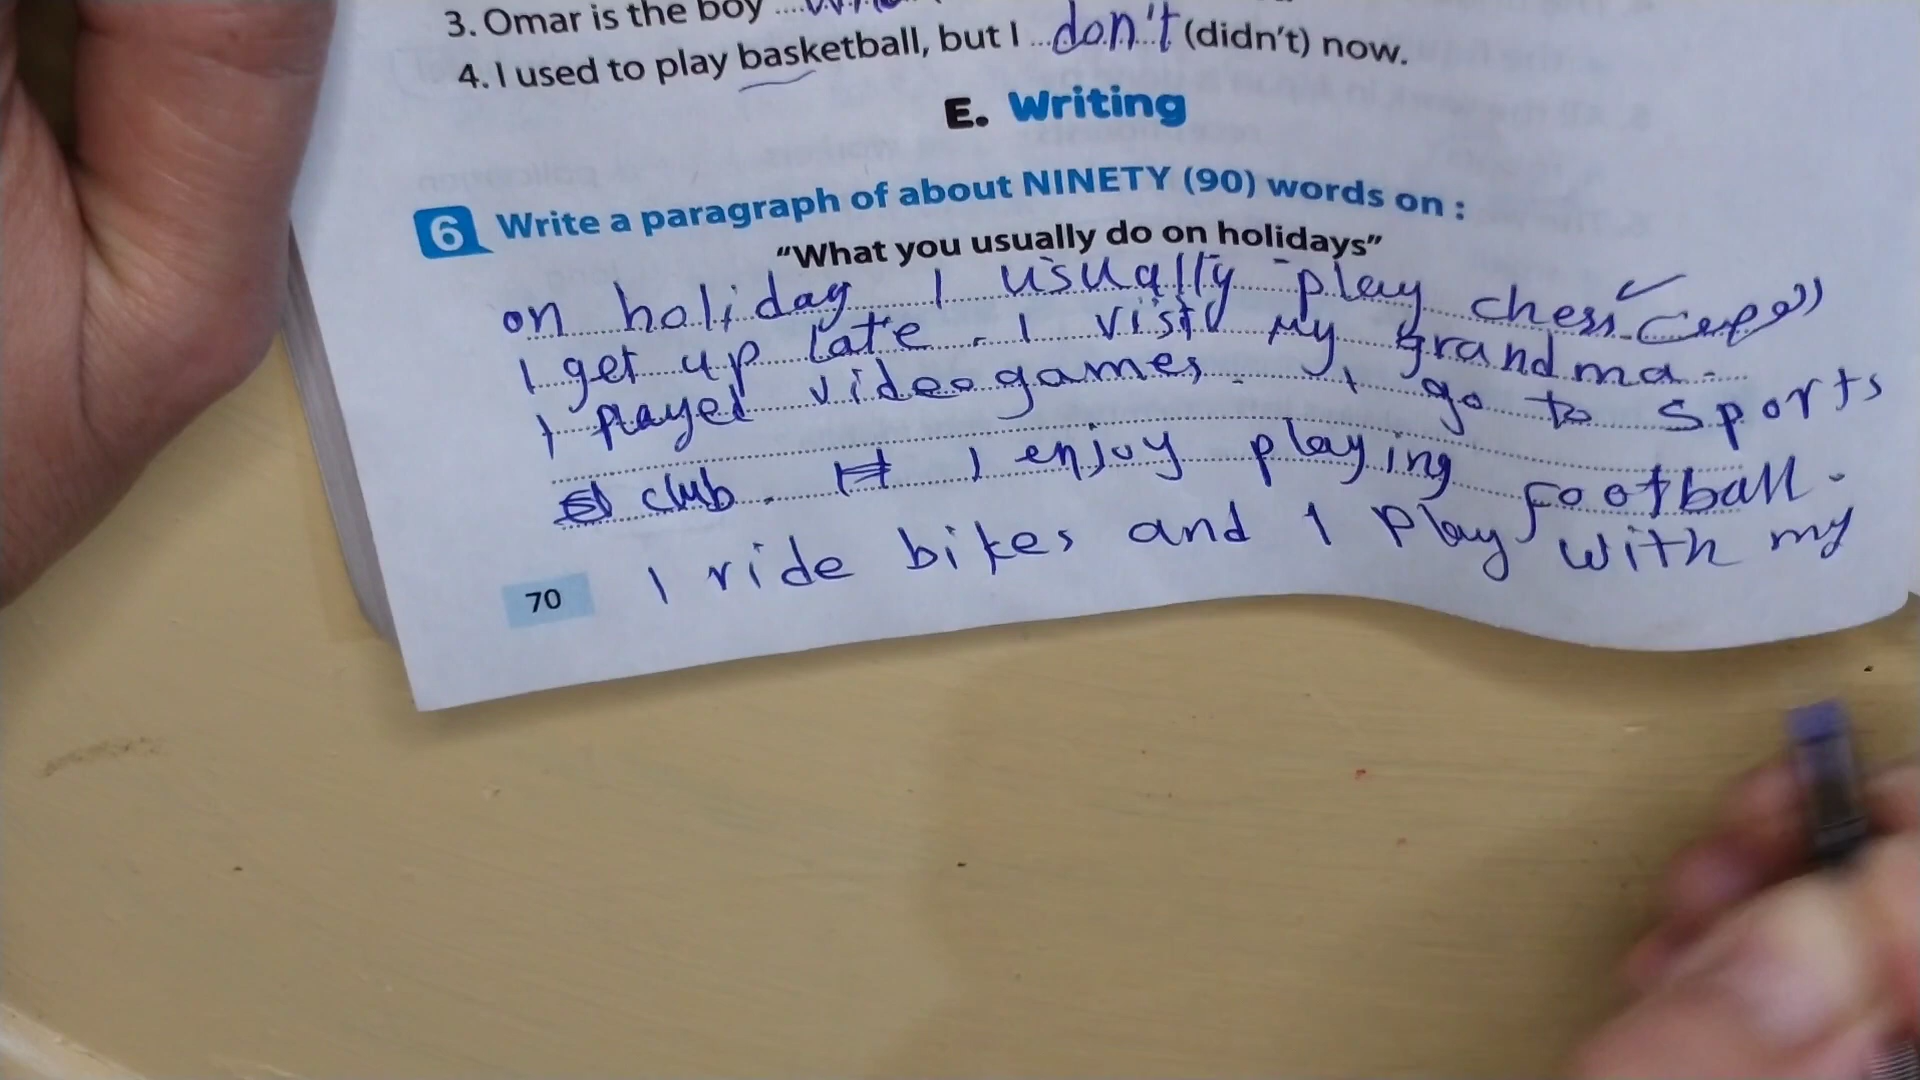 3. Omar is the boy ....
4. I used to play basketball, but I ...don't (didn't) now.
E. Writing
6 Write a paragraph of about NINETY (90) words on :
"What you usually do on holidays"
on holiday I usually play chess.
I get up late. I visit my grandma.
I played video games. I go to sports
club. I enjoy playing football.
I ride bikes and I play with my
70